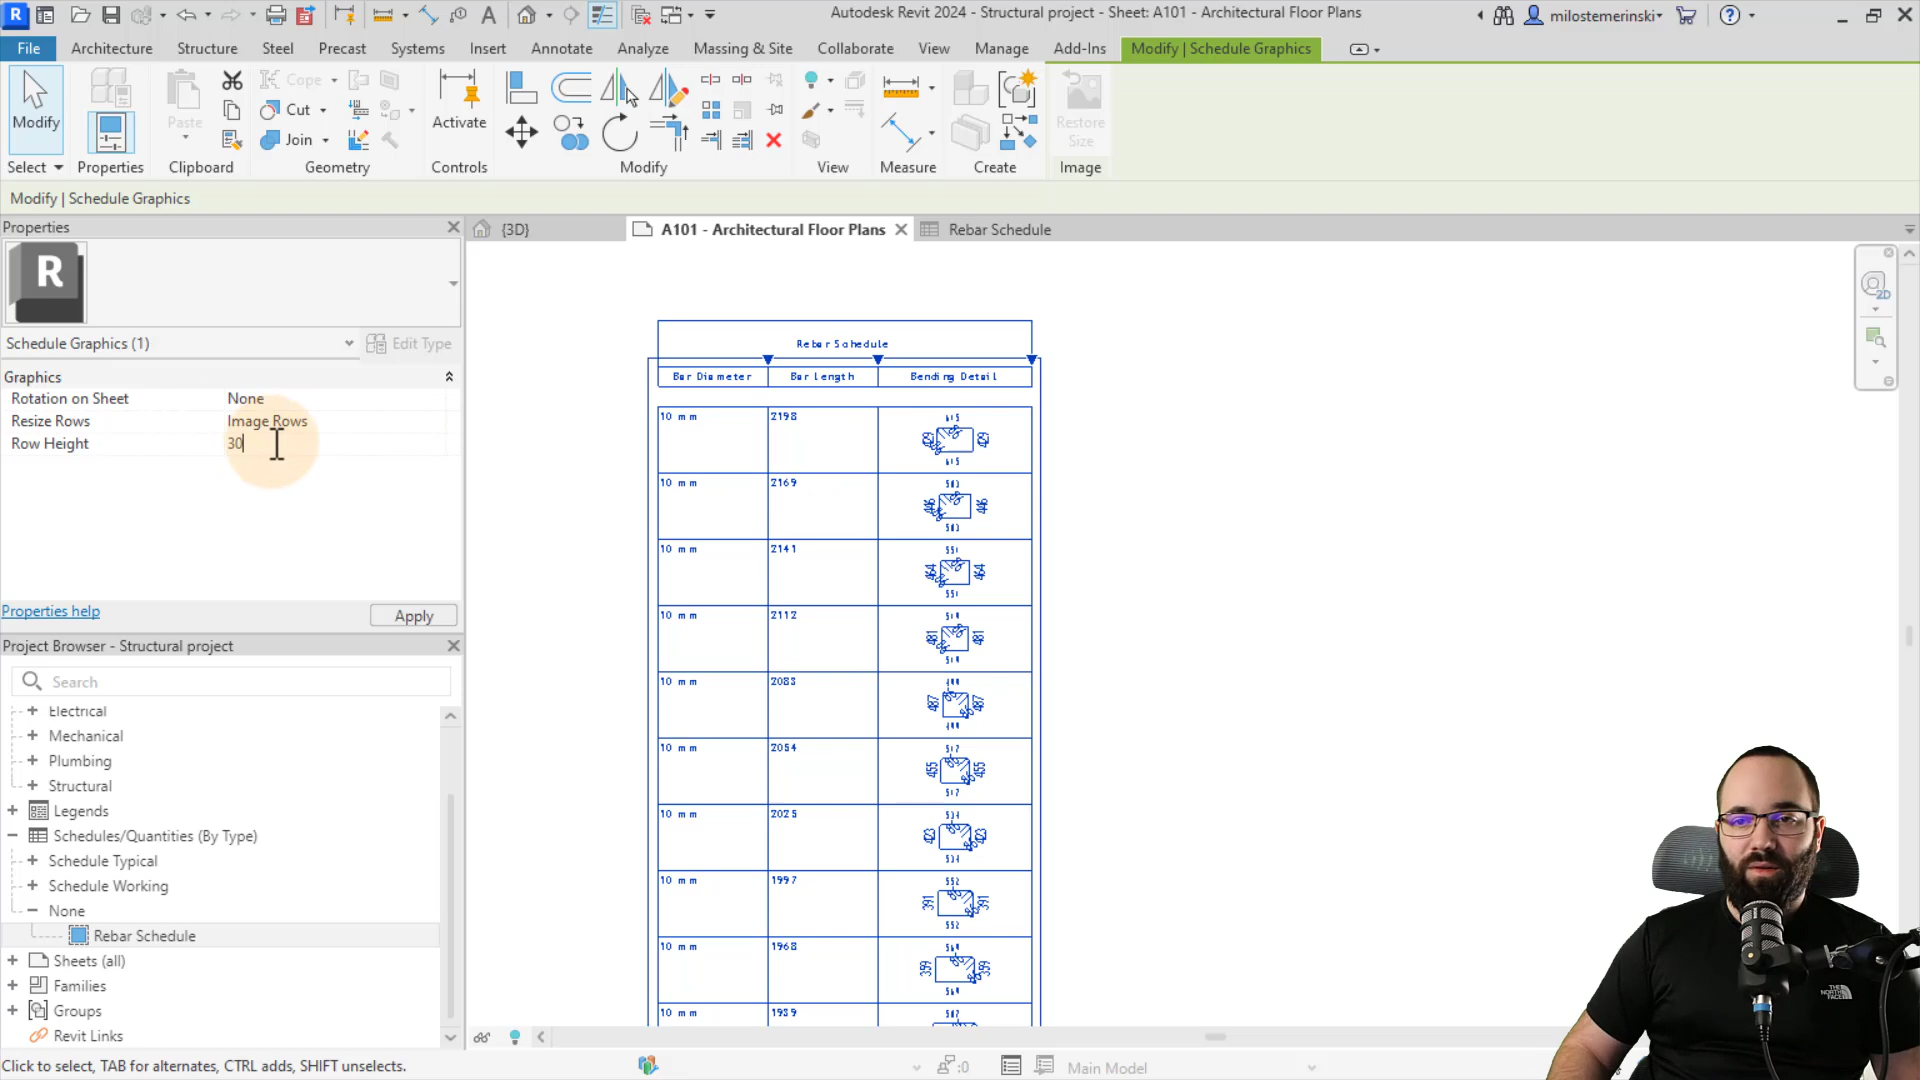 Autodesk Revit 2024 - Structural project - Sheet: A101 - Architectural Floor Plans
milostemerinski
File
Architecture
Structure
Steel
Precast
Systems
Insert
Annotate
Analyze
Massing & Site
Collaborate
View
Manage
Add-Ins
Modify | Schedule Graphics
Modify
Properties
Paste
Cope
Cut
Join
Activate
Restore
Size
Select
Properties
Clipboard
Geometry
Controls
Modify
View
Measure
Create
Image
Modify | Schedule Graphics
Properties
{3D}
A101 - Architectural Floor Plans
Rebar Schedule
R
Schedule Graphics (1)
Edit Type
Graphics
Rotation on Sheet None
Resize Rows Image Rows
Row Height 30
Properties help
Apply
Project Browser - Structural project
Search
Electrical
Mechanical
Plumbing
Structural
Legends
Schedules/Quantities (By Type)
Schedule Typical
Schedule Working
None
Rebar Schedule
Sheets (all)
Families
Groups
Revit Links
Rebar Schedule
Bar Diameter Bar Length Bending Detail
10 mm 2198
10 mm 2169
10 mm 2141
10 mm 2112
10 mm 2083
10 mm 2054
10 mm 2025
10 mm 1997
10 mm 1968
10 mm 1939
Click to select, TAB for alternates, CTRL adds, SHIFT unselects.
:0
Main Model
THE
NORTH
FACE
2D